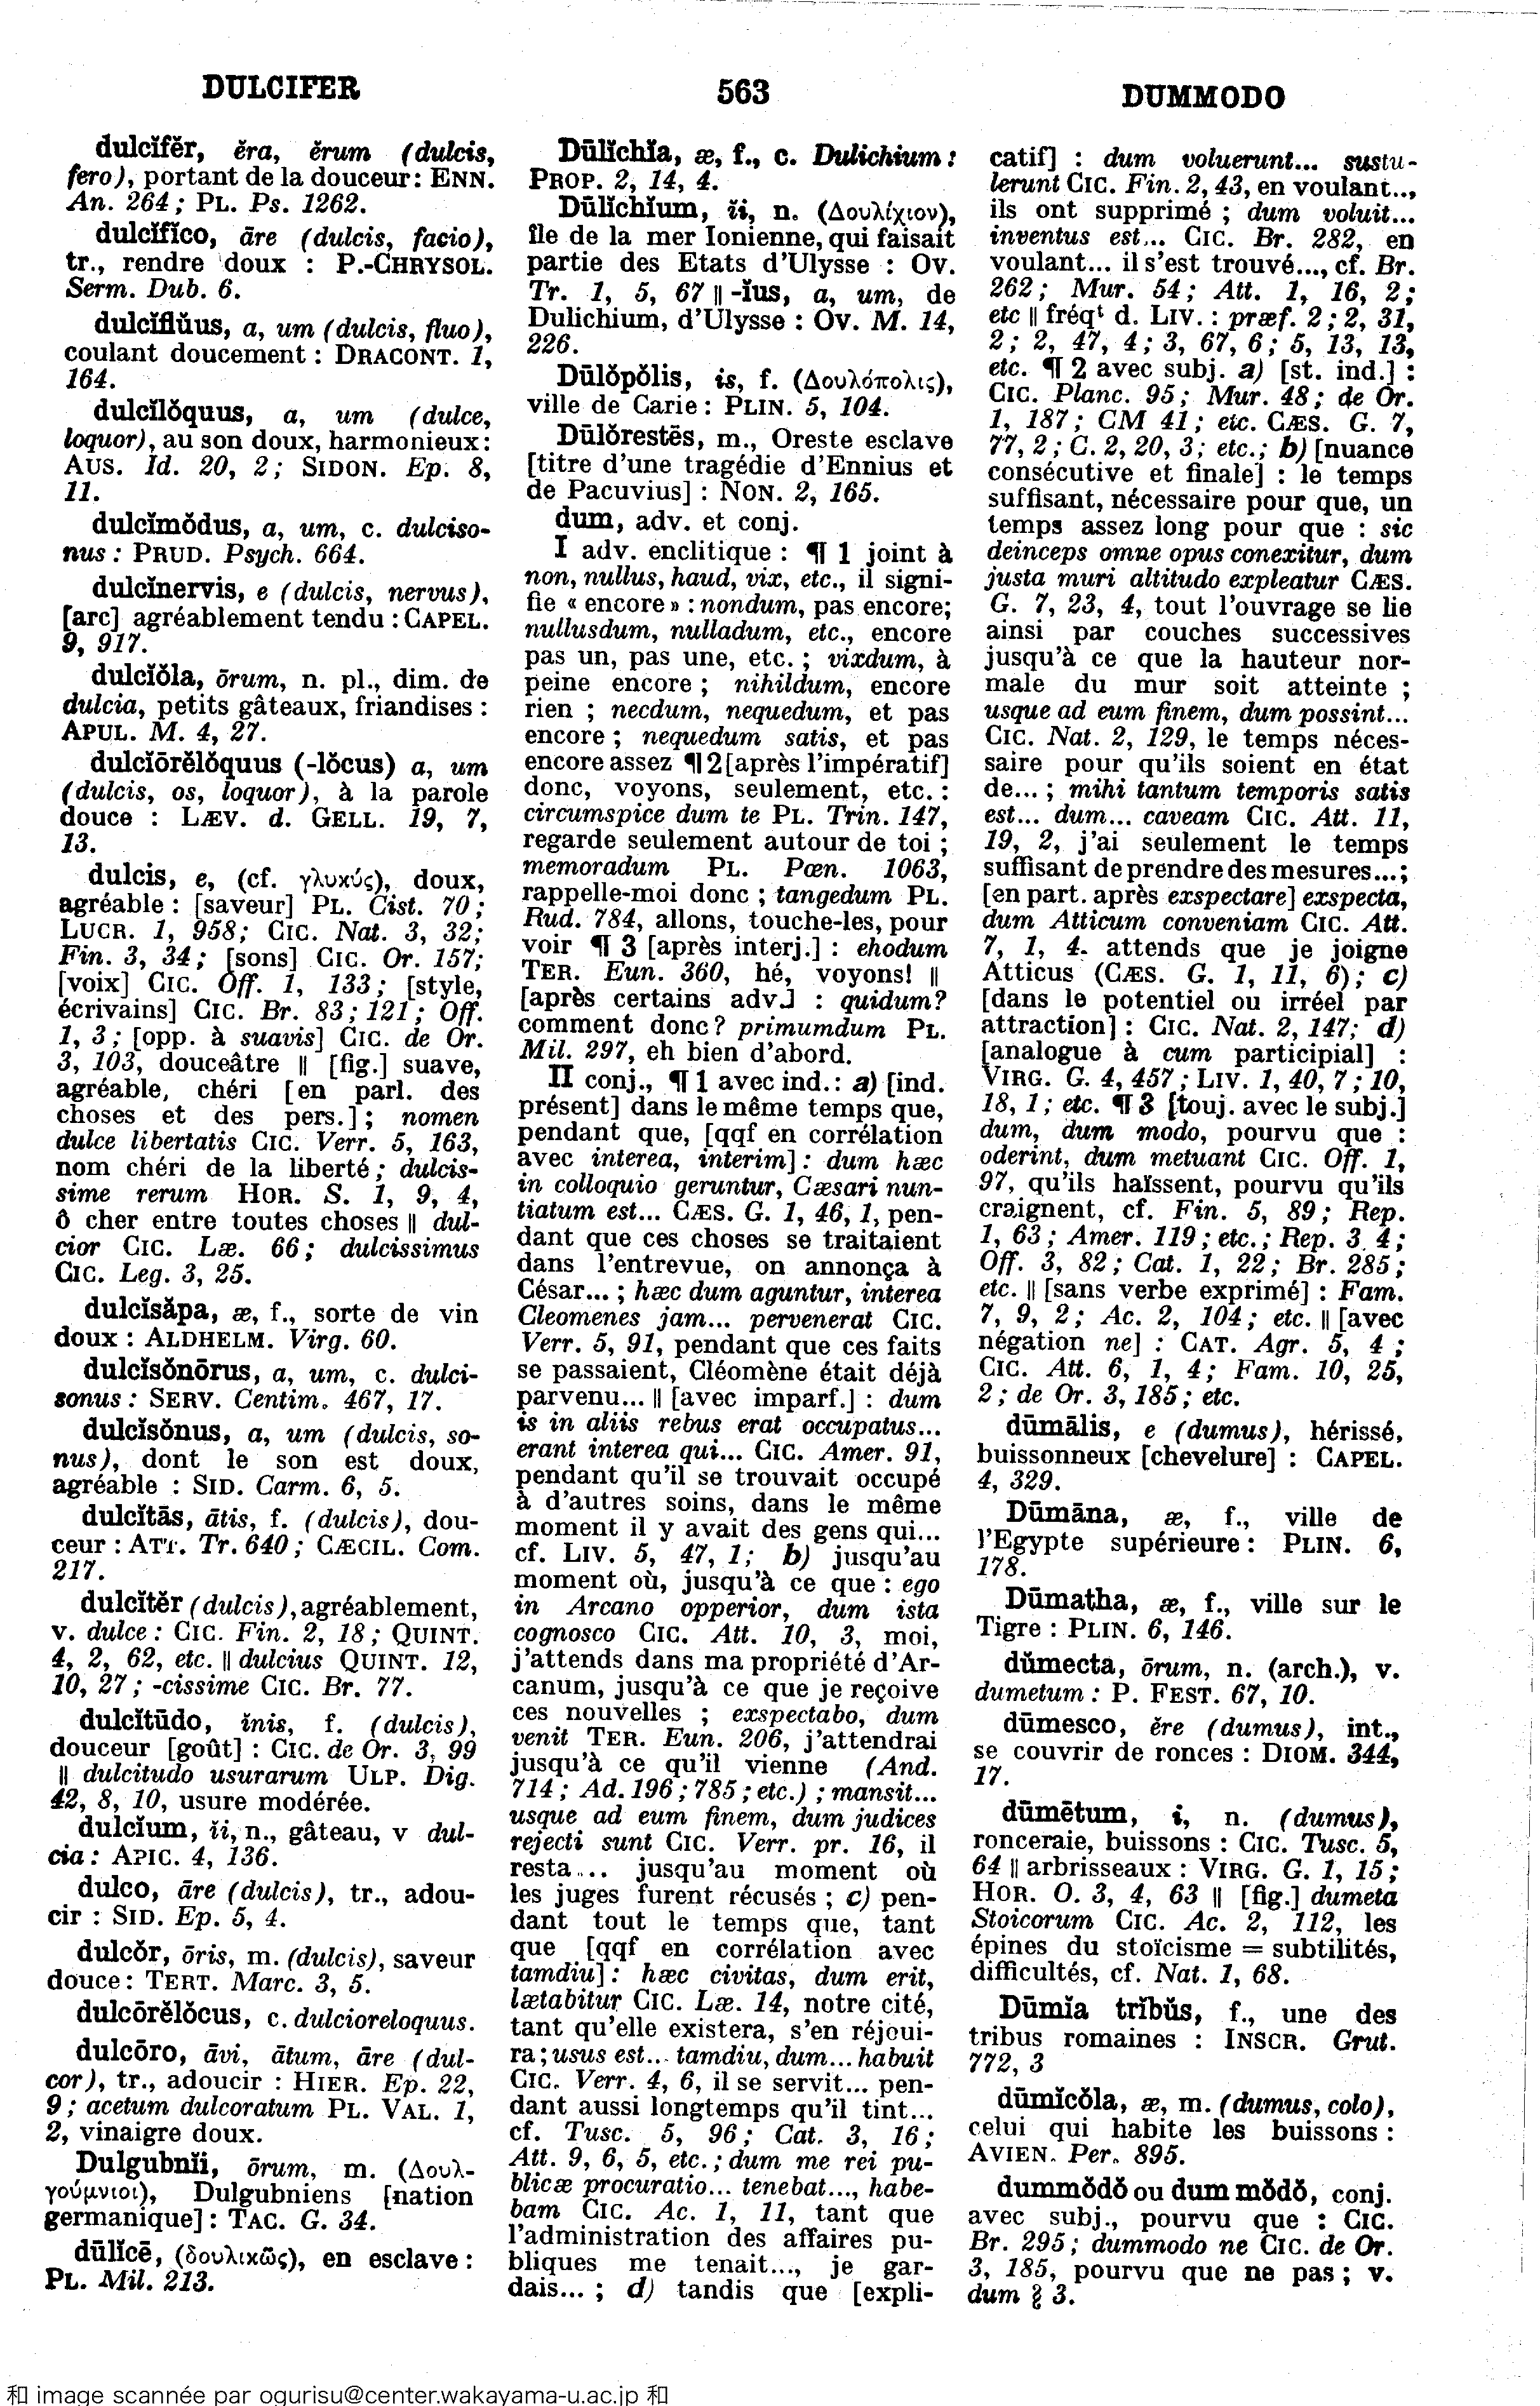 DULCIFER
563
DUMMODO
dulcĭfĕr, ĕra, ĕrum (dulcis,
fero), portant de la douceur: ENN.
An. 264; PL. Ps. 1262.
dulcĭfĭco, āre (dulcis, facio),
tr., rendre doux : P.-CHRYSOL.
Serm. Dub. 6.
dulcĭflŭus, a, um (dulcis, fluo),
coulant doucement : DRACONT. 1,
164.
dulcĭlŏquus, a, um (dulce,
loquor), au son doux, harmonieux:
AUS. Id. 20, 2; SIDON. Ep. 8,
11.
dulcĭmŏdus, a, um, c. dulciso-
nus : PRUD. Psych. 664.
dulcĭnervis, e (dulcis, nervus),
[arc] agréablement tendu : CAPEL.
9, 917.
dulcĭŏla, ōrum, n. pl., dim. de
dulcia, petits gâteaux, friandises :
APUL. M. 4, 27.
dulcĭōrĕlŏquus (-lŏcus) a, um
(dulcis, os, loquor), à la parole
douce : LÆV. d. GELL. 19, 7,
13.
dulcis, e, (cf. γλυκύς), doux,
agréable : [saveur] PL. Cist. 70;
LUCR. 1, 958; CIC. Nat. 3, 32;
Fin. 3, 34; [sons] CIC. Or. 157;
[voix] CIC. Off. 1, 133; [style,
écrivains] CIC. Br. 83; 121; Off.
1, 3; [opp. à suavis] CIC. de Or.
3, 103, douceâtre || [fig.] suave,
agréable, chéri [en parl. des
choses et des pers.]; nomen
dulce libertatis CIC. Verr. 5, 163,
nom chéri de la liberté; dulcis-
sime rerum HOR. S. 1, 9, 4,
ô cher entre toutes choses || dul-
cior CIC. Læ. 66; dulcissimus
CIC. Leg. 3, 25.
dulcĭsăpa, æ, f., sorte de vin
doux : ALDHELM. Virg. 60.
dulcĭsŏnōrus, a, um, c. dulci-
sonus : SERV. Centim. 467, 17.
dulcĭsŏnus, a, um (dulcis, so-
nus), dont le son est doux,
agréable : SID. Carm. 6, 5.
dulcĭtās, ātis, f. (dulcis), dou-
ceur : ATT. Tr. 640; CÆCIL. Com.
217.
dulcĭtĕr (dulcis), agréablement,
v. dulce : CIC. Fin. 2, 18; QUINT.
4, 2, 62, etc. || dulcius QUINT. 12,
10, 27; -cissime CIC. Br. 77.
dulcĭtūdo, ĭnis, f. (dulcis),
douceur [goût] : CIC. de Or. 3, 99
|| dulcitudo usurarum ULP. Dig.
42, 8, 10, usure modérée.
dulcĭum, ĭi, n., gâteau, v dul-
cia : APIC. 4, 136.
dulco, āre (dulcis), tr., adou-
cir : SID. Ep. 5, 4.
dulcŏr, ōris, m. (dulcis), saveur
douce : TERT. Marc. 3, 5.
dulcōrĕlŏcus, c. dulcioreloquus.
dulcōro, āvi, ātum, āre (dul-
cor), tr., adoucir : HIER. Ep. 22,
9; acetum dulcoratum PL. VAL. 1,
2, vinaigre doux.
Dulgubnĭi, ōrum, m. (Δουλ-
γούμνιοι), Dulgubniens [nation
germanique] : TAC. G. 34.
dūlĭcē, (δουλικῶς), en esclave :
PL. Mil. 213.
Dūlĭchĭa, æ, f., c. Dulichium :
PROP. 2, 14, 4.
Dūlĭchĭum, ĭi, n. (Δουλίχιον),
île de la mer Ionienne, qui faisait
partie des Etats d'Ulysse : Ov.
Tr. 1, 5, 67 || -ĭus, a, um, de
Dulichium, d'Ulysse : Ov. M. 14,
226.
Dūlŏpŏlis, is, f. (Δουλόπολις),
ville de Carie : PLIN. 5, 104.
Dūlŏrestēs, m., Oreste esclave
[titre d'une tragédie d'Ennius et
de Pacuvius] : NON. 2, 165.
dum, adv. et conj.
I adv. enclitique : ¶ 1 joint à
non, nullus, haud, vix, etc., il signi-
fie « encore » : nondum, pas encore;
nullusdum, nulladum, etc., encore
pas un, pas une, etc. ; vixdum, à
peine encore ; nihildum, encore
rien ; necdum, nequedum, et pas
encore ; nequedum satis, et pas
encore assez ¶ 2 [après l'impératif]
donc, voyons, seulement, etc. :
circumspice dum te PL. Trin. 147,
regarde seulement autour de toi ;
memoradum PL. Pœn. 1063,
rappelle-moi donc ; tangedum PL.
Rud. 784, allons, touche-les, pour
voir ¶ 3 [après interj.] : ehodum
TER. Eun. 360, hé, voyons! ||
[après certains adv.] : quidum?
comment donc? primumdum PL.
Mil. 297, eh bien d'abord.
II conj., ¶ 1 avec ind. : a) [ind.
présent] dans le même temps que,
pendant que, [qqf en corrélation
avec interea, interim] : dum hæc
in colloquio geruntur, Cæsari nun-
tiatum est... CÆS. G. 1, 46, 1, pen-
dant que ces choses se traitaient
dans l'entrevue, on annonça à
César... ; hæc dum aguntur, interea
Cleomenes jam... pervenerat CIC.
Verr. 5, 91, pendant que ces faits
se passaient, Cléomène était déjà
parvenu... || [avec imparf.] : dum
is in aliis rebus erat occupatus...
erant interea qui... CIC. Amer. 91,
pendant qu'il se trouvait occupé
à d'autres soins, dans le même
moment il y avait des gens qui...
cf. LIV. 5, 47, 1; b) jusqu'au
moment où, jusqu'à ce que : ego
in Arcano opperior, dum ista
cognosco CIC. Att. 10, 3, moi,
j'attends dans ma propriété d'Ar-
canum, jusqu'à ce que je reçoive
ces nouvelles ; exspectabo, dum
venit TER. Eun. 206, j'attendrai
jusqu'à ce qu'il vienne (And.
714; Ad. 196; 785; etc.) ; mansit...
usque ad eum finem, dum judices
rejecti sunt CIC. Verr. pr. 16, il
resta... jusqu'au moment où
les juges furent récusés ; c) pen-
dant tout le temps que, tant
que [qqf en corrélation avec
tamdiu] : hæc civitas, dum erit,
lætabitur CIC. Læ. 14, notre cité,
tant qu'elle existera, s'en réjoui-
ra; usus est... tamdiu, dum... habuit
CIC. Verr. 4, 6, il se servit... pen-
dant aussi longtemps qu'il tint...
cf. Tusc. 5, 96; Cat. 3, 16;
Att. 9, 6, 5, etc. ; dum me rei pu-
blicæ procuratio... tenebat..., habe-
bam CIC. Ac. 1, 11, tant que
l'administration des affaires pu-
bliques me tenait..., je gar-
dais... ; d) tandis que [expli-
catif] : dum voluerunt... sustu-
lerunt CIC. Fin. 2, 43, en voulant..,
ils ont supprimé ; dum voluit...
inventus est... CIC. Br. 282, en
voulant... il s'est trouvé..., cf. Br.
262; Mur. 54; Att. 1, 16, 2;
etc || fréqt d. LIV. : præf. 2; 2, 31,
2; 2, 47, 4; 3, 67, 6; 5, 13, 13,
etc. ¶ 2 avec subj. a) [st. ind.] :
CIC. Planc. 95; Mur. 48; de Or.
1, 187; CM 41; etc. CÆS. G. 7,
77, 2; C. 2, 20, 3; etc.; b) [nuance
consécutive et finale] : le temps
suffisant, nécessaire pour que, un
temps assez long pour que : sic
deinceps omne opus conexitur, dum
justa muri altitudo expleatur CÆS.
G. 7, 23, 4, tout l'ouvrage se lie
ainsi par couches successives
jusqu'à ce que la hauteur nor-
male du mur soit atteinte ;
usque ad eum finem, dum possint...
CIC. Nat. 2, 129, le temps néces-
saire pour qu'ils soient en état
de... ; mihi tantum temporis satis
est... dum... caveam CIC. Att. 11,
19, 2, j'ai seulement le temps
suffisant de prendre des mesures...;
[en part. après exspectare] exspecta,
dum Atticum conveniam CIC. Att.
7, 1, 4. attends que je joigne
Atticus (CÆS. G. 1, 11, 6); c)
[dans le potentiel ou irréel par
attraction] : CIC. Nat. 2, 147; d)
[analogue à cum participial] :
VIRG. G. 4, 457; LIV. 1, 40, 7; 10,
18, 1; etc. ¶ 3 [touj. avec le subj.]
dum, dum modo, pourvu que :
oderint, dum metuant CIC. Off. 1,
97, qu'ils haïssent, pourvu qu'ils
craignent, cf. Fin. 5, 89; Rep.
1, 63; Amer. 119; etc.; Rep. 3, 4;
Off. 3, 82; Cat. 1, 22; Br. 285;
etc. || [sans verbe exprimé] : Fam.
7, 9, 2; Ac. 2, 104; etc. || [avec
négation ne] : CAT. Agr. 5, 4 ;
CIC. Att. 6, 1, 4; Fam. 10, 25,
2; de Or. 3, 185; etc.
dūmālis, e (dumus), hérissé,
buissonneux [chevelure] : CAPEL.
4, 329.
Dūmāna, æ, f., ville de
l'Egypte supérieure : PLIN. 6,
178.
Dūmatha, æ, f., ville sur le
Tigre : PLIN. 6, 146.
dŭmecta, ōrum, n. (arch.), v.
dumetum : P. FEST. 67, 10.
dūmesco, ĕre (dumus), int.,
se couvrir de ronces : DIOM. 344,
17.
dūmētum, i, n. (dumus),
ronceraie, buissons : CIC. Tusc. 5,
64 || arbrisseaux : VIRG. G. 1, 15;
HOR. O. 3, 4, 63 || [fig.] dumeta
Stoicorum CIC. Ac. 2, 112, les
épines du stoïcisme = subtilités,
difficultés, cf. Nat. 1, 68.
Dūmĭa trĭbŭs, f., une des
tribus romaines : INSCR. Grut.
772, 3
dūmĭcŏla, æ, m. (dumus, colo),
celui qui habite les buissons :
AVIEN. Per. 895.
dummŏdŏ ou dum mŏdŏ, conj.
avec subj., pourvu que : CIC.
Br. 295; dummodo ne CIC. de Or.
3, 185, pourvu que ne pas ; v.
dum § 3.
和 image scannée par ogurisu@center.wakayama-u.ac.jp 和